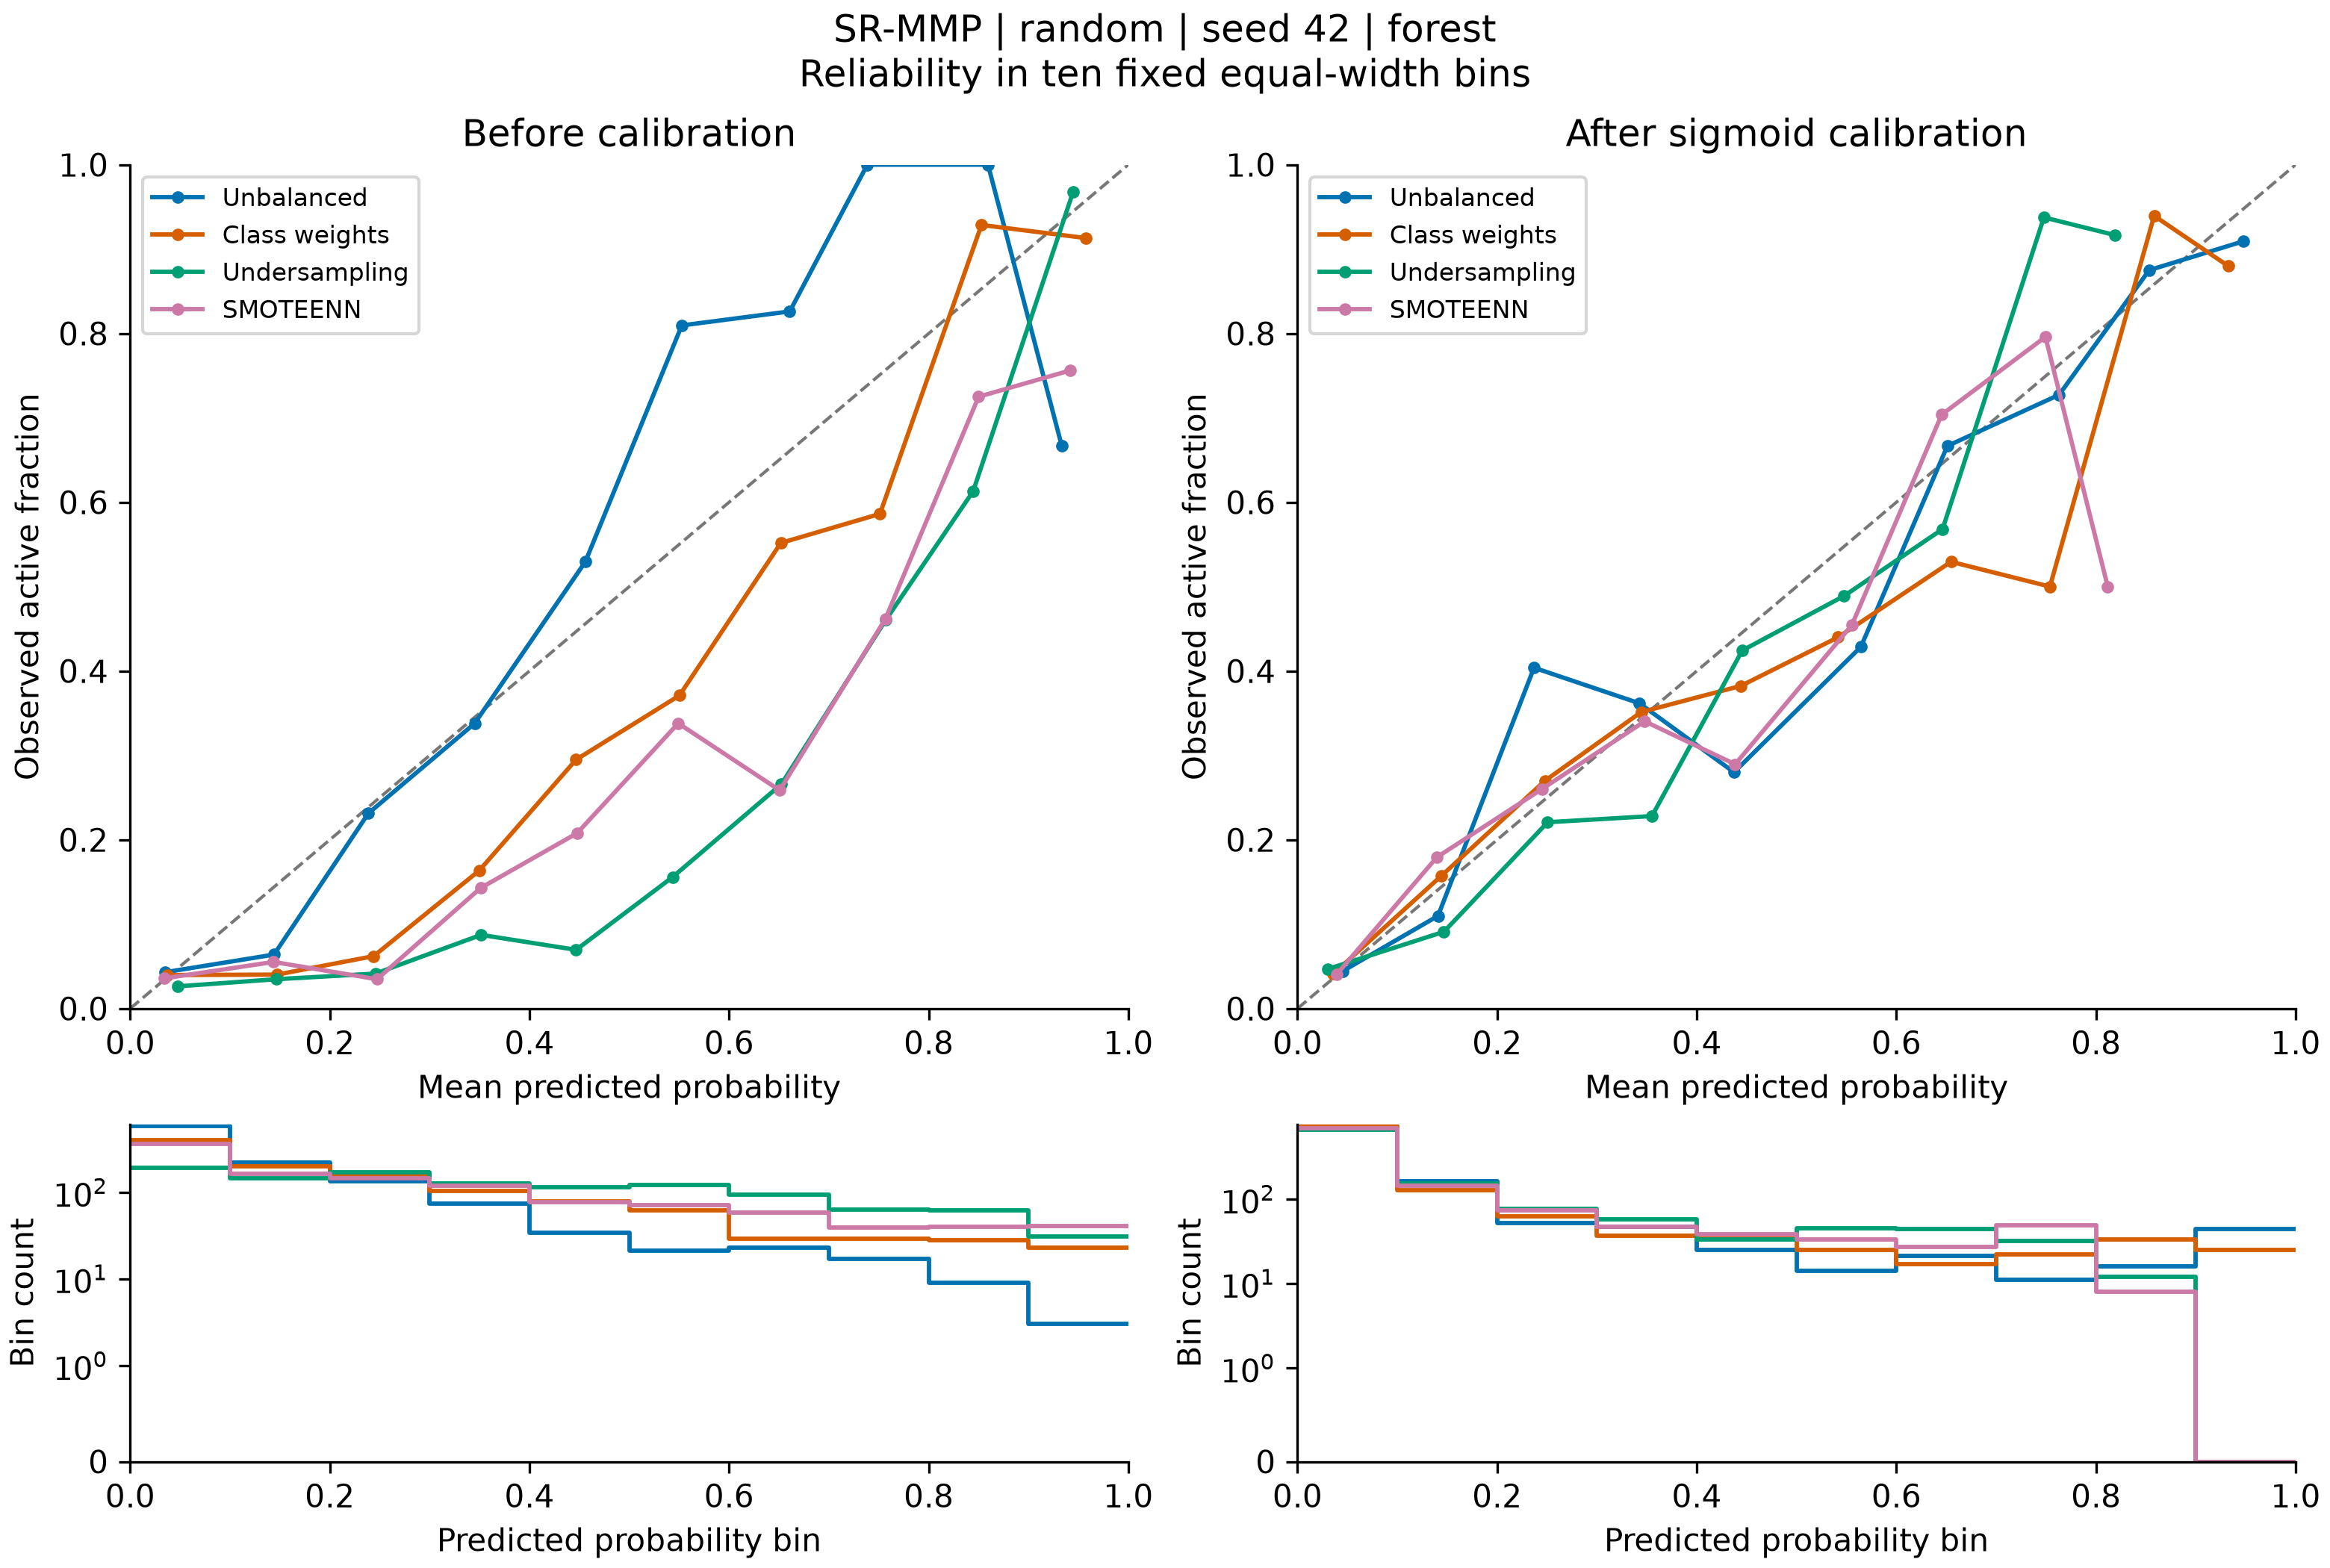 SR-MMP | random | seed 42 | forest
Reliability in ten fixed equal-width bins
Before calibration
1.0
0.8
0.6
0.4
0.2
0.0
Observed active fraction
Unbalanced
Class weights
Undersampling
SMOTEENN
0.0 0.2 0.4 0.6 0.8 1.0
Mean predicted probability
After sigmoid calibration
1.0
0.8
0.6
0.4
0.2
0.0
Observed active fraction
Unbalanced
Class weights
Undersampling
SMOTEENN
0.0 0.2 0.4 0.6 0.8 1.0
Mean predicted probability
10²
10¹
10⁰
0
Bin count
0.0 0.2 0.4 0.6 0.8 1.0
Predicted probability bin
10²
10¹
10⁰
0
Bin count
0.0 0.2 0.4 0.6 0.8 1.0
Predicted probability bin